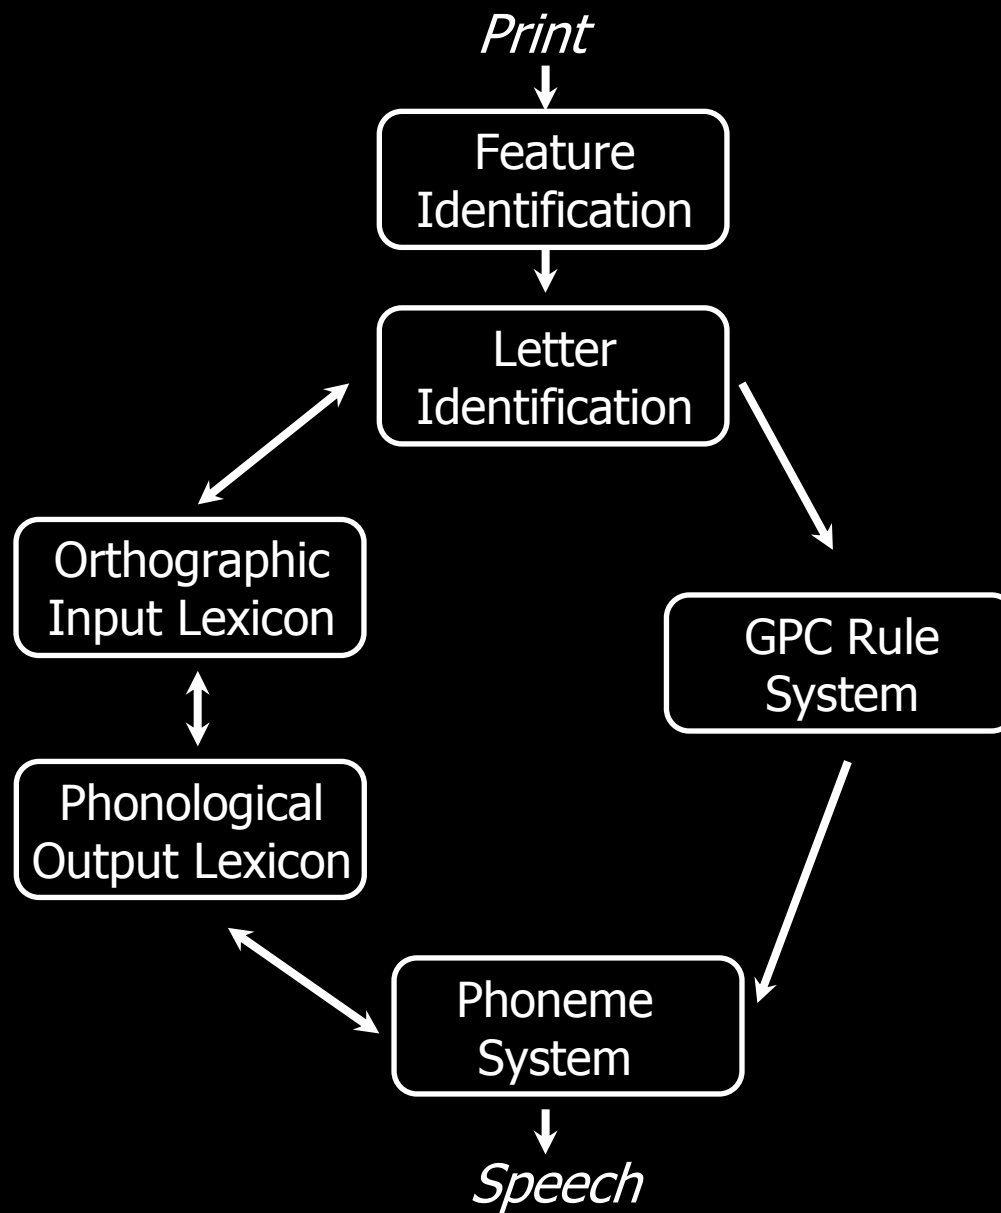 Print
Feature
Identification
Letter
Identification
Orthographic
Input Lexicon
GPC Rule
System
Phonological
Output Lexicon
Phoneme
System
Speech